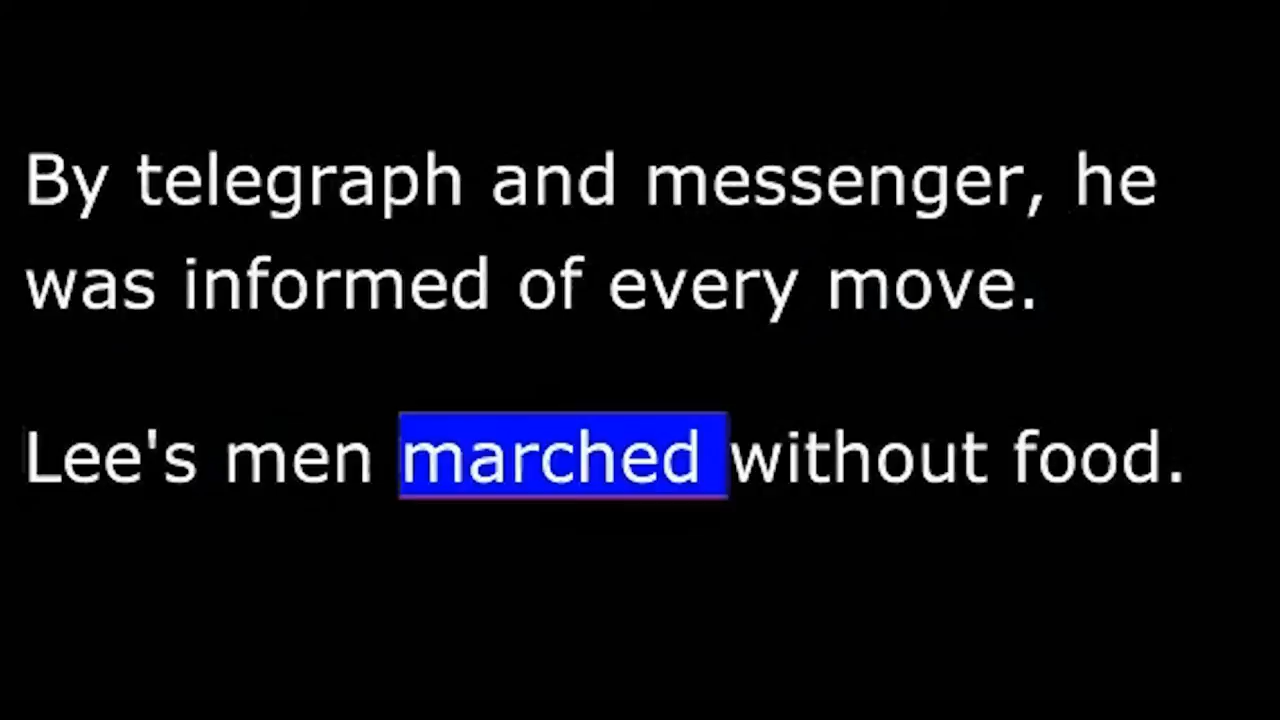 By telegraph and messenger, he
was informed of every move.
Lee's men marched without food.